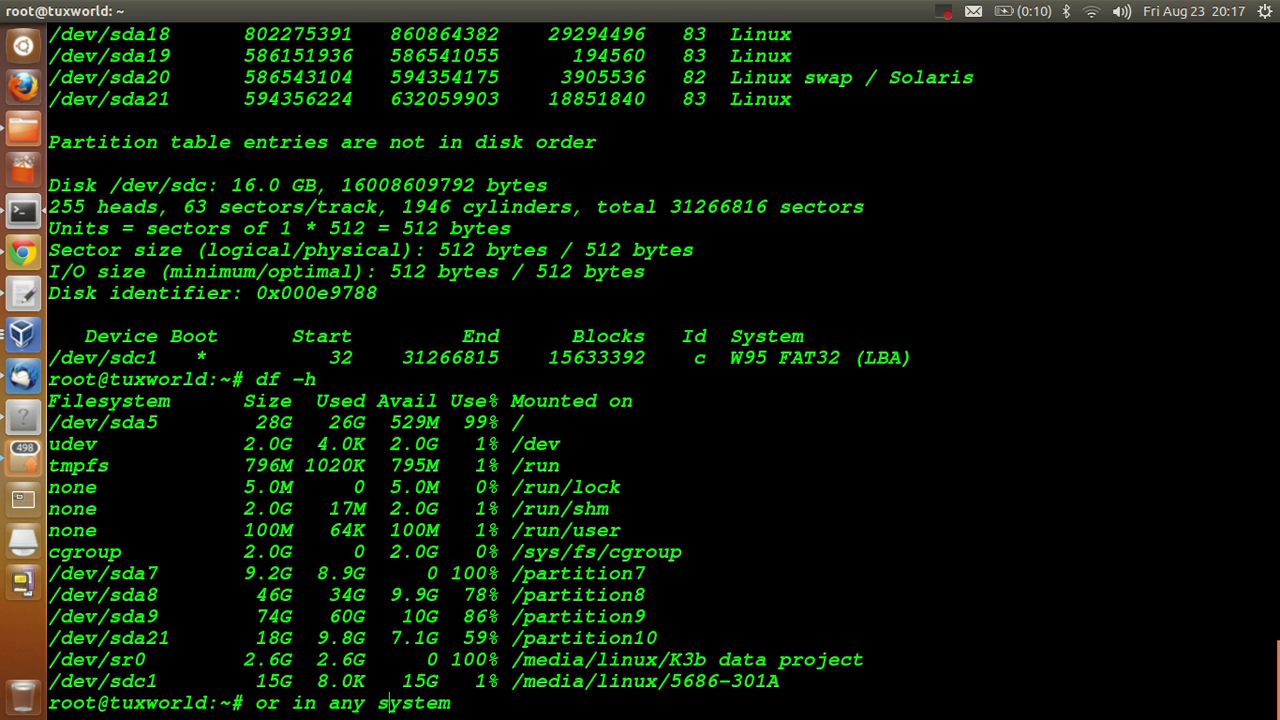 root@tuxworld: ~ (0:10) Fri Aug 23 20:17
/dev/sda18 802275391 860864382 29294496 83 Linux
/dev/sda19 586151936 586541055 194560 83 Linux
/dev/sda20 586543104 594354175 3905536 82 Linux swap / Solaris
/dev/sda21 594356224 632059903 18851840 83 Linux
Partition table entries are not in disk order
Disk /dev/sdc: 16.0 GB, 16008609792 bytes
255 heads, 63 sectors/track, 1946 cylinders, total 31266816 sectors
Units = sectors of 1 * 512 = 512 bytes
Sector size (logical/physical): 512 bytes / 512 bytes
I/O size (minimum/optimal): 512 bytes / 512 bytes
Disk identifier: 0x000e9788
Device Boot Start End Blocks Id System
/dev/sdc1 * 32 31266815 15633392 c W95 FAT32 (LBA)
root@tuxworld:~# df -h
Filesystem Size Used Avail Use% Mounted on
/dev/sda5 28G 26G 529M 99% /
udev 2.0G 4.0K 2.0G 1% /dev
tmpfs 796M 1020K 795M 1% /run
none 5.0M 0 5.0M 0% /run/lock
none 2.0G 17M 2.0G 1% /run/shm
none 100M 64K 100M 1% /run/user
cgroup 2.0G 0 2.0G 0% /sys/fs/cgroup
/dev/sda7 9.2G 8.9G 0 100% /partition7
/dev/sda8 46G 34G 9.9G 78% /partition8
/dev/sda9 74G 60G 10G 86% /partition9
/dev/sda21 18G 9.8G 7.1G 59% /partition10
/dev/sr0 2.6G 2.6G 0 100% /media/linux/K3b data project
/dev/sdc1 15G 8.0K 15G 1% /media/linux/5686-301A
root@tuxworld:~# or in any system
498